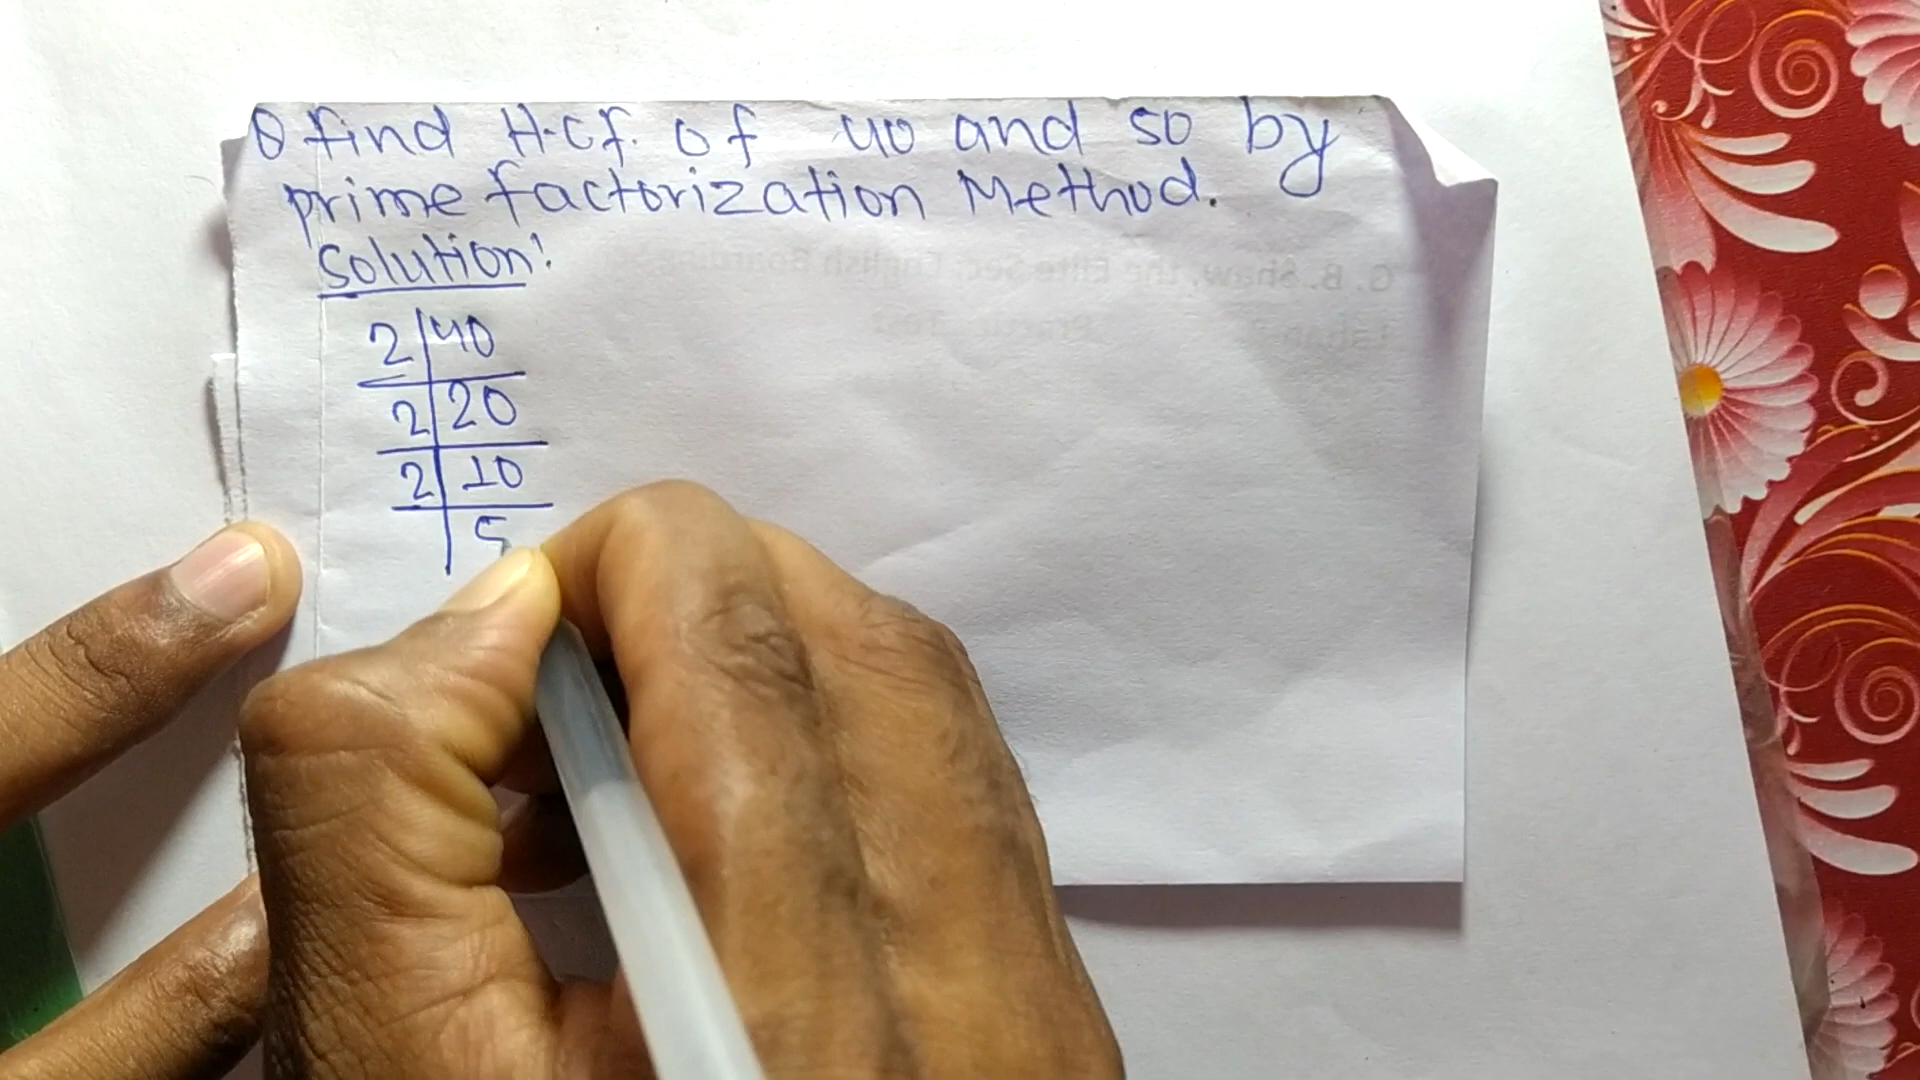 Q find H.C.f. of 40 and 50 by
prime factorization Method.
Solution:
2 40
2 20
2 10
5